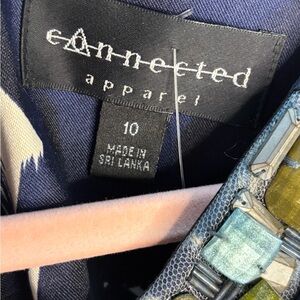 connected
apparel
10
MADE IN
SRI LANKA